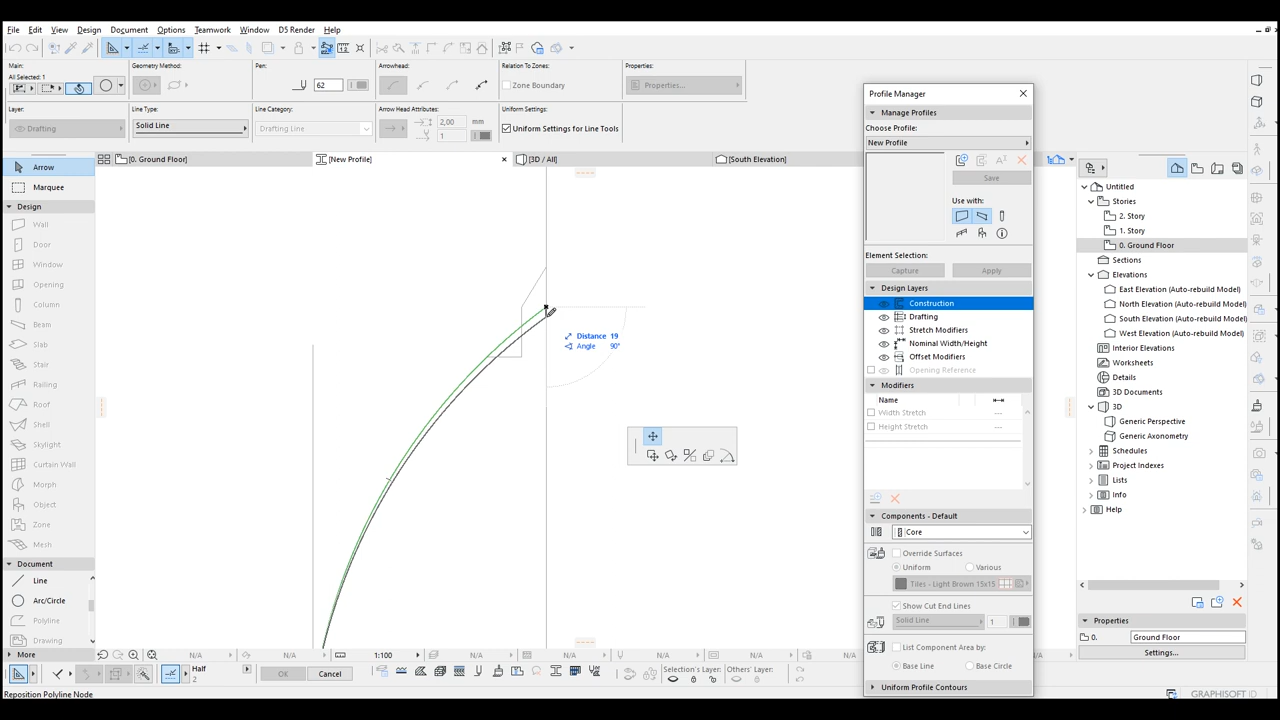 File Edit View Design Document Options Teamwork Window D5 Render Help
Main: Geometry Method: Pen: Arrowhead: Relation To Zones: Properties:
All Selected: 1
62 Zone Boundary Properties...
Layer: Line Type: Line Category: Arrow Head Attributes: Uniform Settings:
Drafting Solid Line Drafting Line 2,00 mm
1 Uniform Settings for Line Tools
[0. Ground Floor] [New Profile] [3D / All] [South Elevation]
Arrow
Marquee
Design
Wall
Door
Window
Column
Beam
Slab
Stair
Railing
Roof
Shell
Skylight
Curtain Wall
Morph
Object
Zone
Mesh
Document
Line
Arc/Circle
Polyline
Drawing
More
Distance 19
Angle 90°
Profile Manager
Manage Profiles
Choose Profile:
New Profile
Save
Use with:
Element Selection:
Capture Apply
Design Layers
Construction
Drafting
Stretch Modifiers
Nominal Width/Height
Offset Modifiers
Opening Reference
Modifiers
Name
Width Stretch ---
Height Stretch ---
Components - Default
Core
Override Surfaces
Uniform Various
Tiles - Light Brown 15x15
Show Cut End Lines
Solid Line 1
List Component Area by:
Base Line Base Circle
Uniform Profile Contours
Untitled
Stories
2. Story
1. Story
0. Ground Floor
Sections
Elevations
East Elevation (Auto-rebuild Model)
North Elevation (Auto-rebuild Model)
South Elevation (Auto-rebuild Model)
West Elevation (Auto-rebuild Model)
Interior Elevations
Worksheets
Details
3D Documents
3D
Generic Perspective
Generic Axonometry
Schedules
Project Indexes
Lists
Info
Help
Properties
0. Ground Floor
Settings...
N/A N/A 1:100 N/A N/A N/A N/A
Half
2
OK Cancel
Selection's Layer: Others' Layer:
Reposition Polyline Node
GRAPHISOFT ID